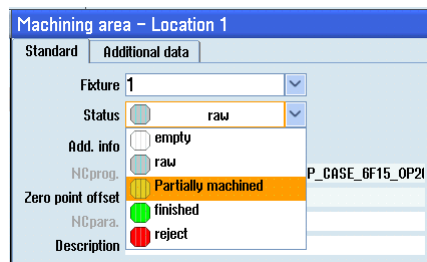 Machining area - Location 1
Standard Additional data
Fixture 1
Status raw
Add. info empty
raw
NCprog. P_CASE_6F15_OP20
Partially machined
Zero point offset
finished
NCpara.
reject
Description